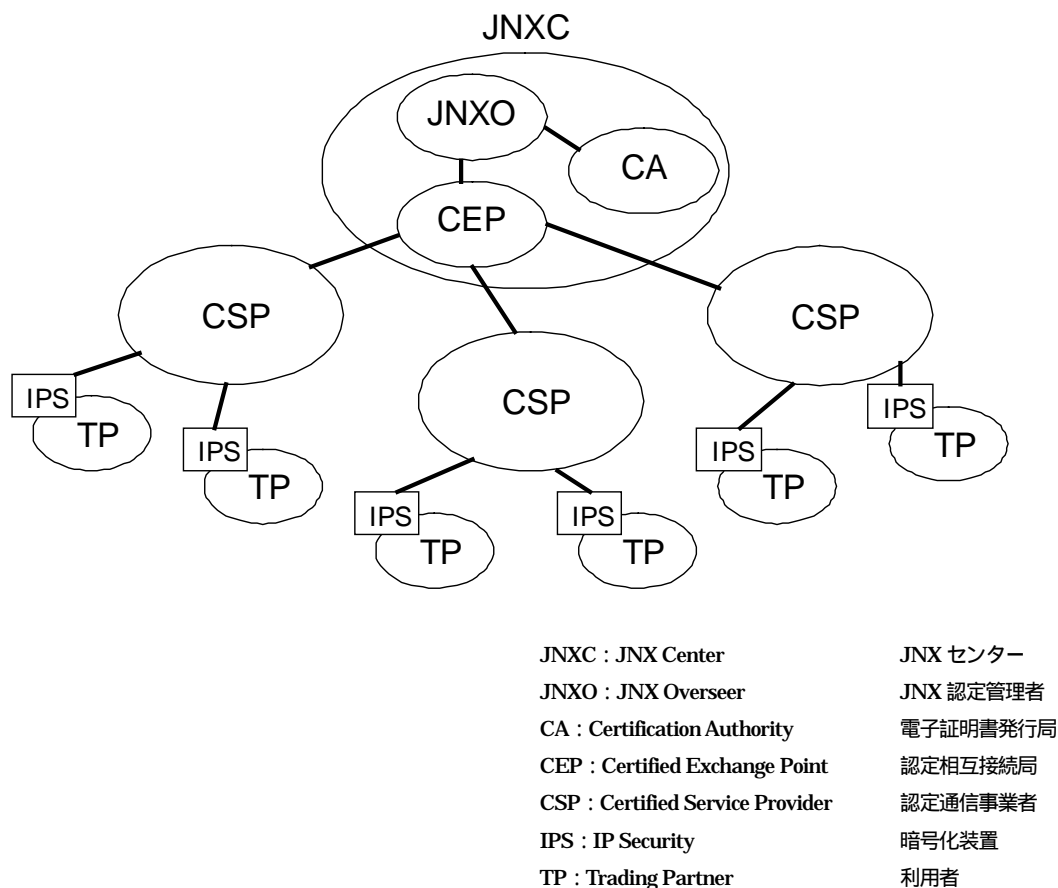 JNXC
JNXO
CA
CEP
CSP
CSP
CSP
IPS
TP
IPS
TP
IPS
TP
IPS
TP
IPS
TP
IPS
TP
JNXC : JNX Center JNX センター
JNXO : JNX Overseer JNX 認定管理者
CA : Certification Authority 電子証明書発行局
CEP : Certified Exchange Point 認定相互接続局
CSP : Certified Service Provider 認定通信事業者
IPS : IP Security 暗号化装置
TP : Trading Partner 利用者